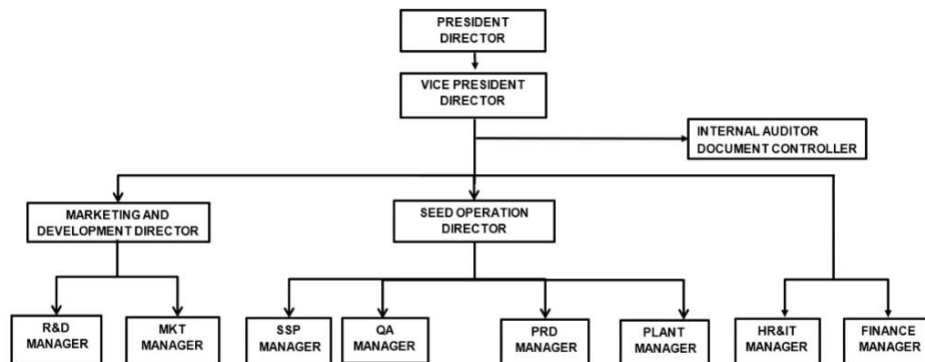 PRESIDENT
DIRECTOR
VICE PRESIDENT
DIRECTOR
INTERNAL AUDITOR
DOCUMENT CONTROLLER
MARKETING AND
DEVELOPMENT DIRECTOR
SEED OPERATION
DIRECTOR
R&D
MANAGER
MKT
MANAGER
SSP
MANAGER
QA
MANAGER
PRD
MANAGER
PLANT
MANAGER
HR&IT
MANAGER
FINANCE
MANAGER